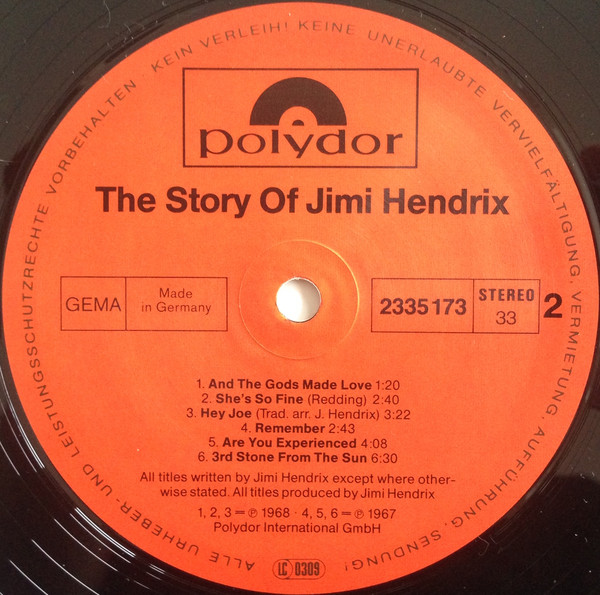 ALLE URHEBER- UND LEISTUNGSSCHUTZRECHTE VORBEHALTEN · KEIN VERLEIH! KEINE UNERLAUBTE VERVIELFÄLTIGUNG, VERMIETUNG, AUFFÜHRUNG, SENDUNG!
polydor
The Story Of Jimi Hendrix
GEMA
Made
in Germany
2335 173
STEREO
33
2
1. And The Gods Made Love 1:20
2. She's So Fine (Redding) 2:40
3. Hey Joe (Trad. arr. J. Hendrix) 3:22
4. Remember 2:43
5. Are You Experienced 4:08
6. 3rd Stone From The Sun 6:30
All titles written by Jimi Hendrix except where other-
wise stated. All titles produced by Jimi Hendrix
1, 2, 3 = ℗ 1968 · 4, 5, 6 = ℗ 1967
Polydor International GmbH
LC 0309